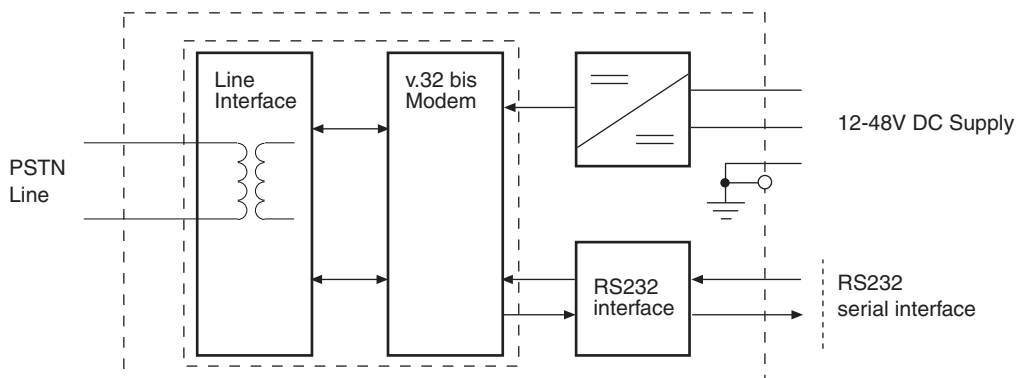 Line
Interface
v.32 bis
Modem
12-48V DC Supply
PSTN
Line
RS232
interface
RS232
serial interface